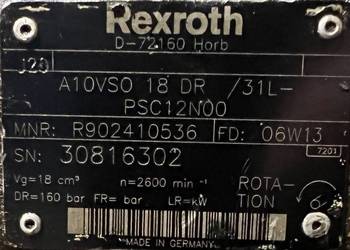 Rexroth
D-72160 Horb
J20
A10VSO 18 DR /31L-
PSC12N00
MNR: R902410536 FD: 06W13
7201
SN: 30816302
Vg=18 cm³ n=2600 min⁻¹ ROTA-
DR=160 bar FR= bar LR=kW TION
MADE IN GERMANY